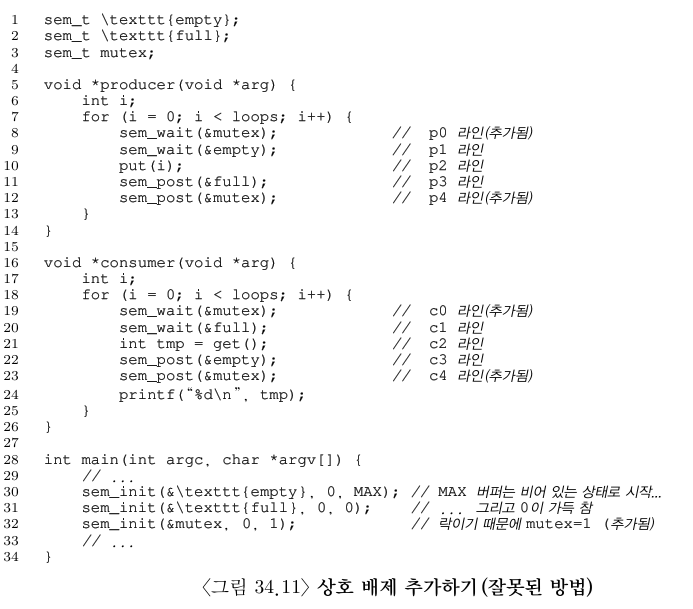 1 sem_t \texttt{empty};
2 sem_t \texttt{full};
3 sem_t mutex;
4
5 void *producer(void *arg) {
6 int i;
7 for (i = 0; i < loops; i++) {
8 sem_wait(&mutex); // p0 라인(추가됨)
9 sem_wait(&empty); // p1 라인
10 put(i); // p2 라인
11 sem_post(&full); // p3 라인
12 sem_post(&mutex); // p4 라인(추가됨)
13 }
14 }
15
16 void *consumer(void *arg) {
17 int i;
18 for (i = 0; i < loops; i++) {
19 sem_wait(&mutex); // c0 라인(추가됨)
20 sem_wait(&full); // c1 라인
21 int tmp = get(); // c2 라인
22 sem_post(&empty); // c3 라인
23 sem_post(&mutex); // c4 라인(추가됨)
24 printf(“%d\n”, tmp);
25 }
26 }
27
28 int main(int argc, char *argv[]) {
29 // ...
30 sem_init(&\texttt{empty}, 0, MAX); // MAX 버퍼는 비어 있는 상태로 시작...
31 sem_init(&\texttt{full}, 0, 0); // ... 그리고 0이 가득 참
32 sem_init(&mutex, 0, 1); // 락이기 때문에 mutex=1 (추가됨)
33 // ...
34 }
〈그림 34.11〉 상호 배제 추가하기(잘못된 방법)